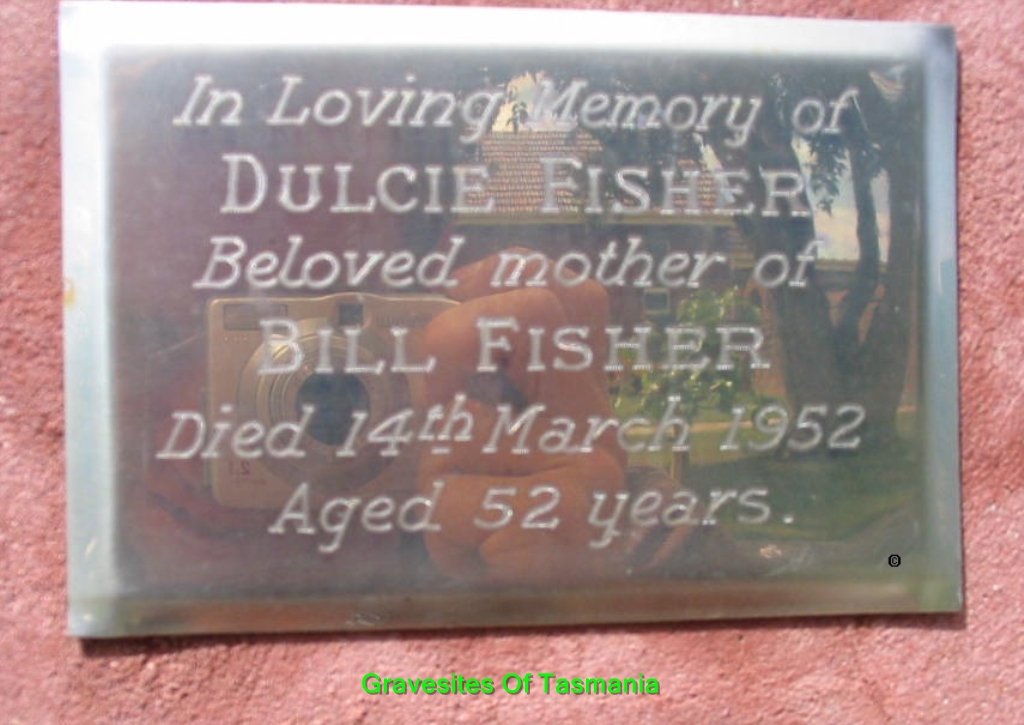 In Loving Memory of
DULCIE FISHER
Beloved mother of
BILL FISHER
Died 14th March 1952
Aged 52 years.
©
Gravesites Of Tasmania